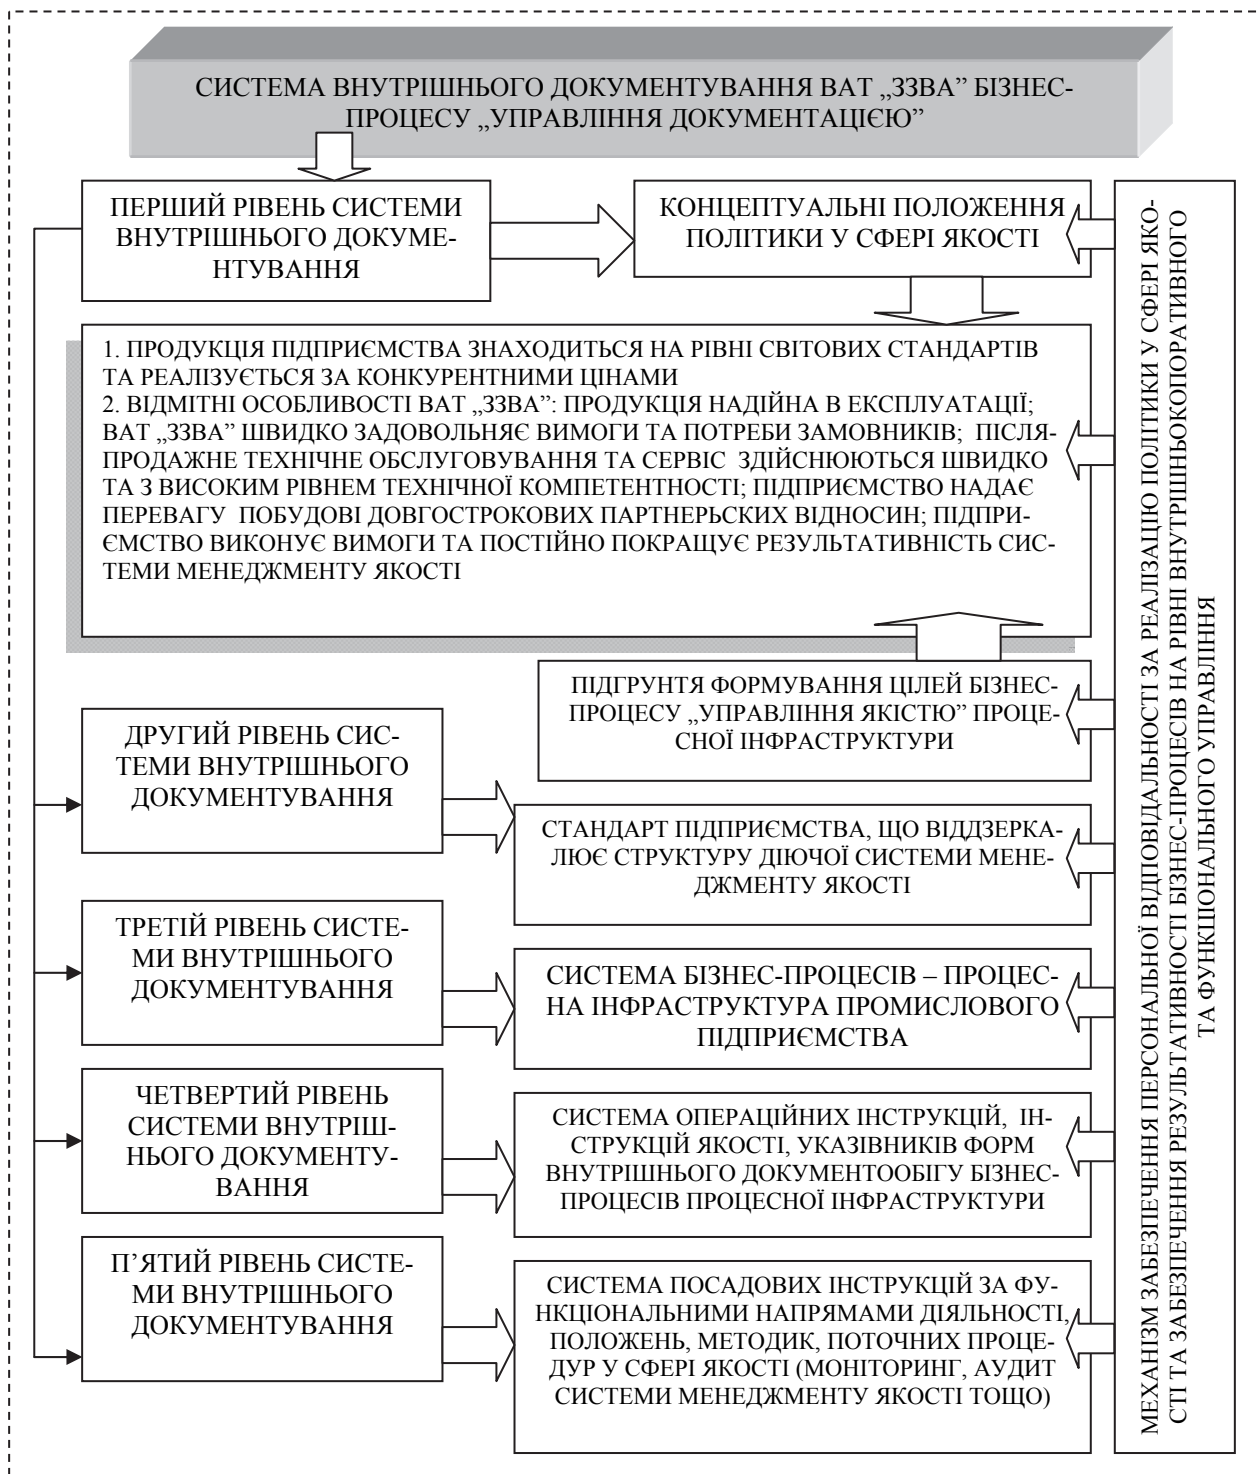 СИСТЕМА ВНУТРІШНЬОГО ДОКУМЕНТУВАННЯ ВАТ „ЗЗВА” БІЗНЕС-
ПРОЦЕСУ „УПРАВЛІННЯ ДОКУМЕНТАЦІЄЮ”
ПЕРШИЙ РІВЕНЬ СИСТЕМИ
ВНУТРІШНЬОГО ДОКУМЕ-
НТУВАННЯ
КОНЦЕПТУАЛЬНІ ПОЛОЖЕННЯ
ПОЛІТИКИ У СФЕРІ ЯКОСТІ
1. ПРОДУКЦІЯ ПІДПРИЄМСТВА ЗНАХОДИТЬСЯ НА РІВНІ СВІТОВИХ СТАНДАРТІВ
ТА РЕАЛІЗУЄТЬСЯ ЗА КОНКУРЕНТНИМИ ЦІНАМИ
2. ВІДМІТНІ ОСОБЛИВОСТІ ВАТ „ЗЗВА”: ПРОДУКЦІЯ НАДІЙНА В ЕКСПЛУАТАЦІЇ;
ВАТ „ЗЗВА” ШВИДКО ЗАДОВОЛЬНЯЄ ВИМОГИ ТА ПОТРЕБИ ЗАМОВНИКІВ; ПІСЛЯ-
ПРОДАЖНЕ ТЕХНІЧНЕ ОБСЛУГОВУВАННЯ ТА СЕРВІС ЗДІЙСНЮЮТЬСЯ ШВИДКО
ТА З ВИСОКИМ РІВНЕМ ТЕХНІЧНОЇ КОМПЕТЕНТНОСТІ; ПІДПРИЄМСТВО НАДАЄ
ПЕРЕВАГУ ПОБУДОВІ ДОВГОСТРОКОВИХ ПАРТНЕРЬСКИХ ВІДНОСИН; ПІДПРИ-
ЄМСТВО ВИКОНУЄ ВИМОГИ ТА ПОСТІЙНО ПОКРАЩУЄ РЕЗУЛЬТАТИВНІСТЬ СИС-
ТЕМИ МЕНЕДЖМЕНТУ ЯКОСТІ
ПІДГРУНТЯ ФОРМУВАННЯ ЦІЛЕЙ БІЗНЕС-
ПРОЦЕСУ „УПРАВЛІННЯ ЯКІСТЮ” ПРОЦЕ-
СНОЇ ІНФРАСТРУКТУРИ
ДРУГИЙ РІВЕНЬ СИС-
ТЕМИ ВНУТРІШНЬОГО
ДОКУМЕНТУВАННЯ
СТАНДАРТ ПІДПРИЄМСТВА, ЩО ВІДДЗЕРКА-
ЛЮЄ СТРУКТУРУ ДІЮЧОЇ СИСТЕМИ МЕНЕ-
ДЖМЕНТУ ЯКОСТІ
ТРЕТІЙ РІВЕНЬ СИСТЕ-
МИ ВНУТРІШНЬОГО
ДОКУМЕНТУВАННЯ
СИСТЕМА БІЗНЕС-ПРОЦЕСІВ – ПРОЦЕС-
НА ІНФРАСТРУКТУРА ПРОМИСЛОВОГО
ПІДПРИЄМСТВА
ЧЕТВЕРТИЙ РІВЕНЬ
СИСТЕМИ ВНУТРІШ-
НЬОГО ДОКУМЕНТУ-
ВАННЯ
СИСТЕМА ОПЕРАЦІЙНИХ ІНСТРУКЦІЙ, ІН-
СТРУКЦІЙ ЯКОСТІ, УКАЗІВНИКІВ ФОРМ
ВНУТРІШНЬОГО ДОКУМЕНТООБІГУ БІЗНЕС-
ПРОЦЕСІВ ПРОЦЕСНОЇ ІНФРАСТРУКТУРИ
П’ЯТИЙ РІВЕНЬ СИСТЕ-
МИ ВНУТРІШНЬОГО
ДОКУМЕНТУВАННЯ
СИСТЕМА ПОСАДОВИХ ІНСТРУКЦІЙ ЗА ФУ-
НКЦІОНАЛЬНИМИ НАПРЯМАМИ ДІЯЛЬНОСТІ,
ПОЛОЖЕНЬ, МЕТОДИК, ПОТОЧНИХ ПРОЦЕ-
ДУР У СФЕРІ ЯКОСТІ (МОНІТОРИНГ, АУДИТ
СИСТЕМИ МЕНЕДЖМЕНТУ ЯКОСТІ ТОЩО)
МЕХАНІЗМ ЗАБЕЗПЕЧЕННЯ ПЕРСОНАЛЬНОЇ ВІДПОВІДАЛЬНОСТІ ЗА РЕАЛІЗАЦІЮ ПОЛІТИКИ У СФЕРІ ЯКО-
СТІ ТА ЗАБЕЗПЕЧЕННЯ РЕЗУЛЬТАТИВНОСТІ БІЗНЕС-ПРОЦЕСІВ НА РІВНІ ВНУТРІШНЬОКОПОРАТИВНОГО
ТА ФУНКЦІОНАЛЬНОГО УПРАВЛІННЯ